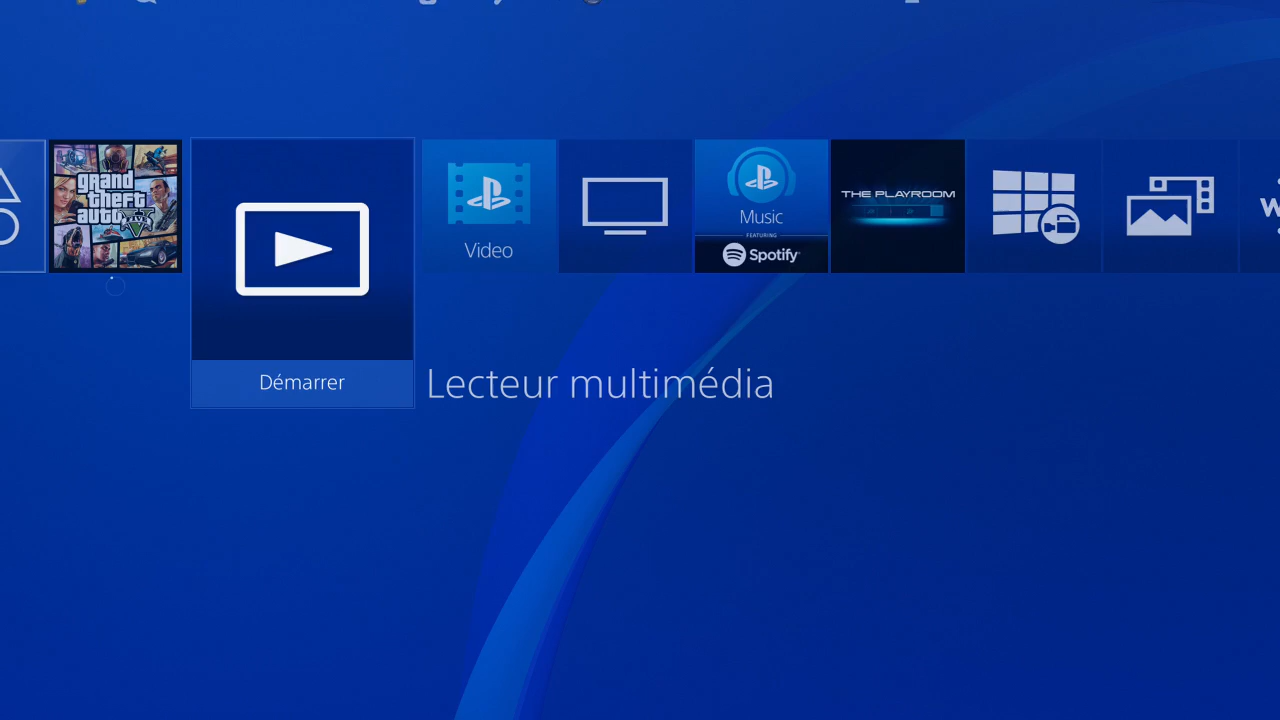 grand
theft
auto
V
Video
Music
FEATURING
Spotify
THE PLAYROOM
Démarrer
Lecteur multimédia